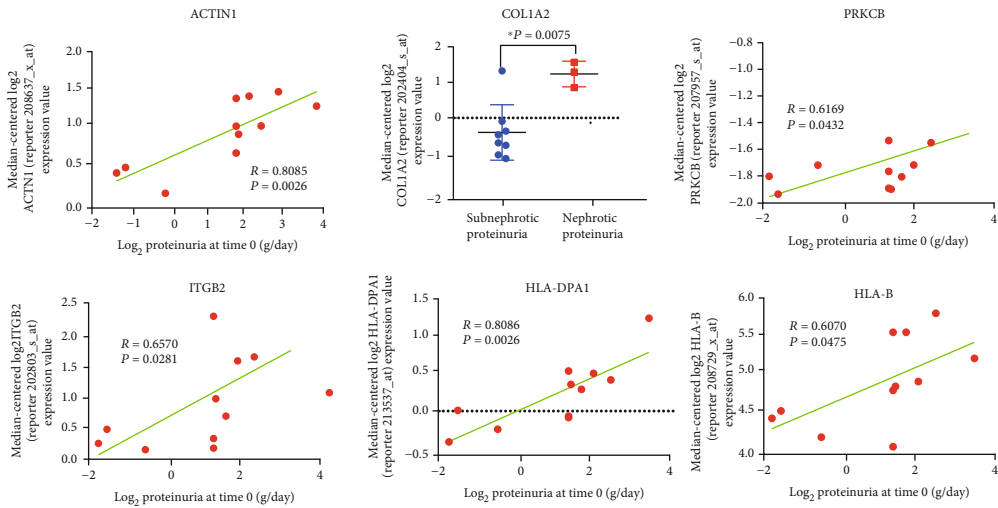 ACTIN1
Median-centered log2
ACTN1 (reporter 208637_x_at)
expression value
2.0
1.5
1.0
0.5
0.0
R = 0.8085
P = 0.0026
−2
−1
0
1
2
3
4
Log2 proteinuria at time 0 (g/day)
COL1A2
Median-centered log2
COL1A2 (reporter 202404_s_at)
expression value
2
1
0
−1
*P = 0.0075
Subnephrotic
proteinuria
Nephrotic
proteinuria
PRKCB
Median-centered log2
PRKCB (reporter 207957_s_at)
expression value
−0.8
−1.0
−1.2
−1.4
−1.6
−1.8
−2.0
R = 0.6169
P = 0.0432
−2
0
2
4
Log2 proteinuria at time 0 (g/day)
ITGB2
Median-centered log2ITGB2
(reporter 202803_s_at)
expression value
2.5
2.0
1.5
1.0
0.5
0.0
R = 0.6570
P = 0.0281
−2
0
2
4
Log2 proteinuria at time 0 (g/day)
HLA-DPA1
Median-centered log2 HLA-DPA1
(reporter 213537_at) expression value
1.5
1.0
0.5
0.0
−0.5
R = 0.8086
P = 0.0026
−2
0
2
4
Log2 proteinuria at time 0 (g/day)
HLA-B
Median-centered log2 HLA-B
(reporter 208729_x_at)
expression value
6.0
5.5
5.0
4.5
4.0
R = 0.6070
P = 0.0475
−2
0
2
4
Log2 proteinuria at time 0 (g/day)